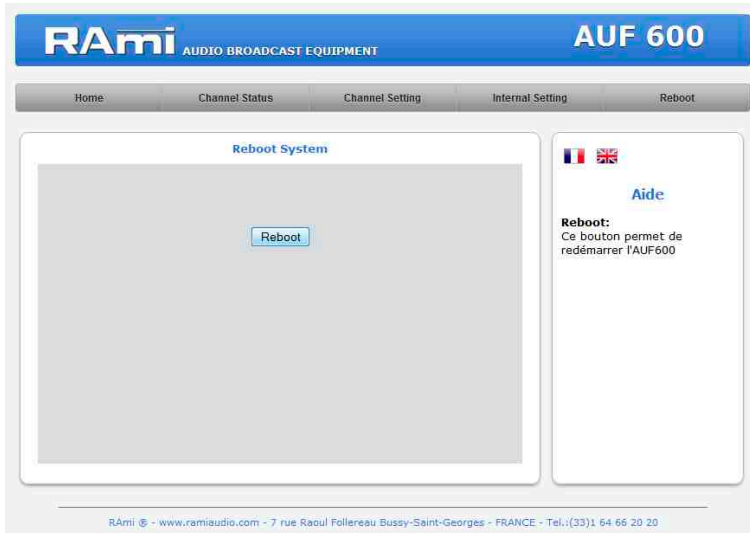 RAmi AUDIO BROADCAST EQUIPMENT
AUF 600
Home Channel Status Channel Setting Internal Setting Reboot
Reboot System
Reboot
Aide
Reboot:
Ce bouton permet de
redémarrer l'AUF600
RAmi ® - www.ramiaudio.com - 7 rue Raoul Follereau Bussy-Saint-Georges - FRANCE - Tel.:(33)1 64 66 20 20